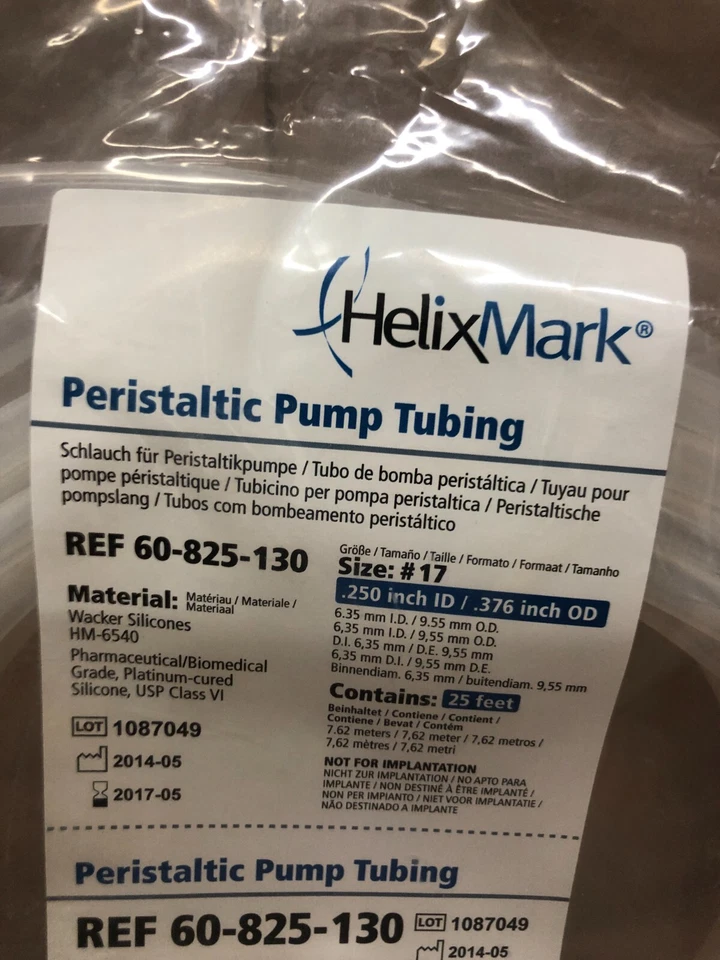 HelixMark®
Peristaltic Pump Tubing
Schlauch für Peristaltikpumpe / Tubo de bomba peristáltica / Tuyau pour
pompe péristaltique / Tubicino per pompa peristaltica / Peristaltische
pompslang / Tubos com bombeamento peristáltico
REF 60-825-130
Material: Matériau / Materiale /
Materiaal
Wacker Silicones
HM-6540
Pharmaceutical/Biomedical
Grade, Platinum-cured
Silicone, USP Class VI
LOT 1087049
2014-05
2017-05
Größe / Tamaño / Taille / Formato / Formaat / Tamanho
Size: #17
.250 inch ID / .376 inch OD
6.35 mm I.D. / 9.55 mm O.D.
6,35 mm I.D. / 9,55 mm O.D.
D.I. 6,35 mm / D.E. 9,55 mm
6,35 mm D.I. / 9,55 mm D.E.
Binnendiam. 6,35 mm / buitendiam. 9,55 mm
Contains: 25 feet
Beinhaltet / Contiene / Contient /
Contiene / Bevat / Contém
7.62 meters / 7,62 meter / 7,62 metros /
7,62 mètres / 7,62 metri
NOT FOR IMPLANTATION
NICHT ZUR IMPLANTATION / NO APTO PARA
IMPLANTE / NON DESTINÉ À ÊTRE IMPLANTÉ /
NON PER IMPIANTO / NIET VOOR IMPLANTATIE /
NÃO DESTINADO A IMPLANTE
Peristaltic Pump Tubing
REF 60-825-130
LOT 1087049
2014-05